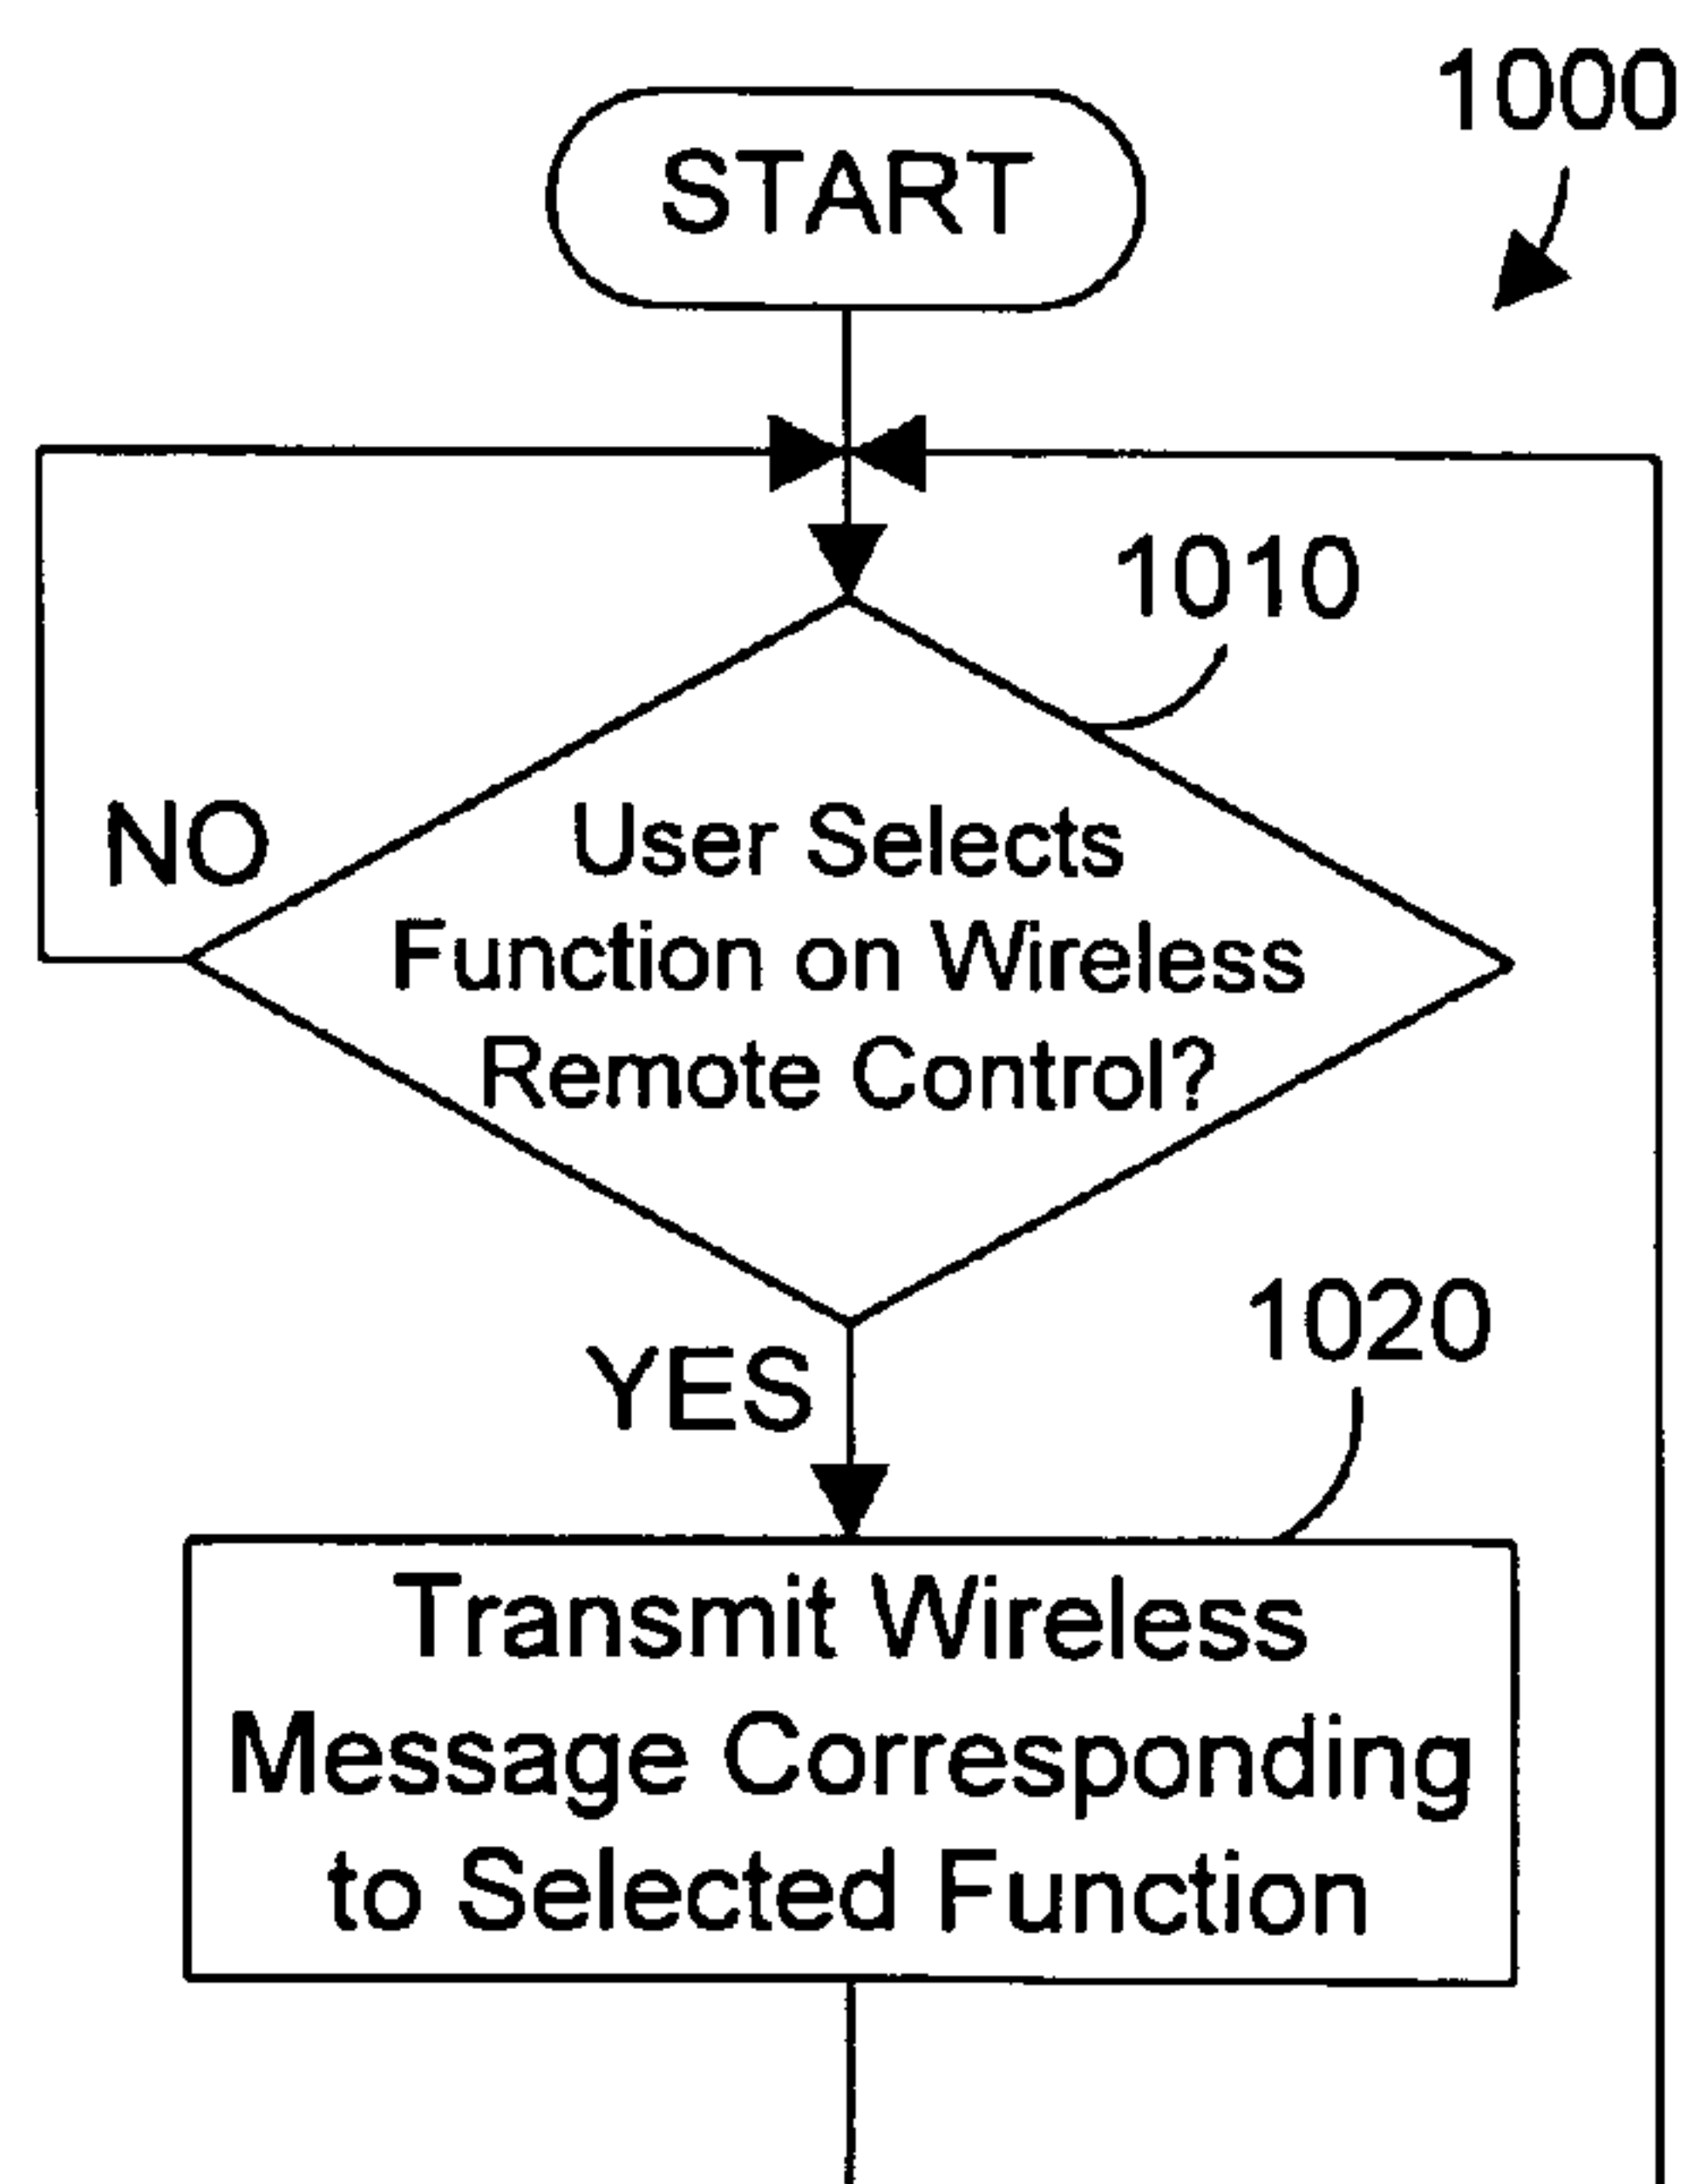 1000
START
1010
NO
User Selects
Function on Wireless
Remote Control?
1020
YES
Transmit Wireless
Message Corresponding
to Selected Function